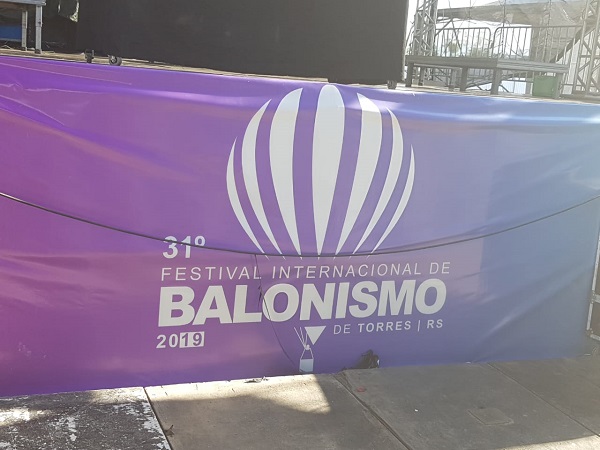 31º
FESTIVAL INTERNACIONAL DE
BALONISMO
2019 DE TORRES | RS